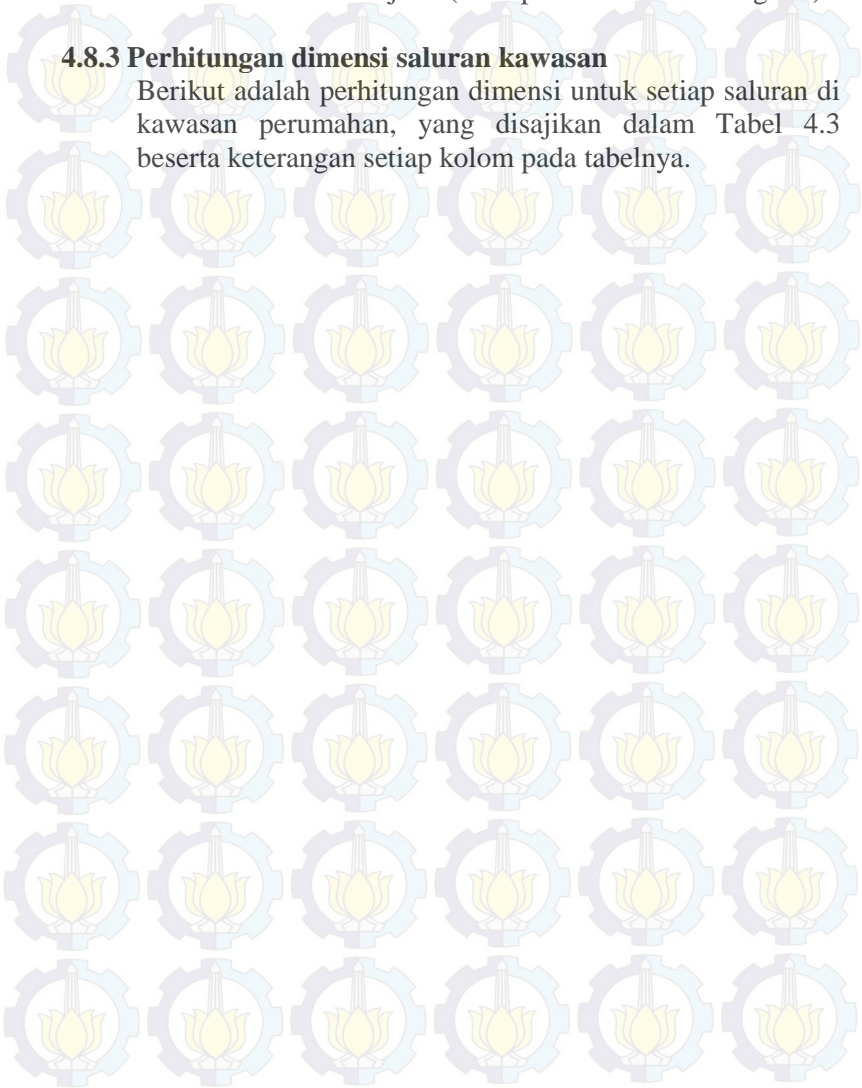 4.8.3 Perhitungan dimensi saluran kawasan
Berikut adalah perhitungan dimensi untuk setiap saluran di
kawasan perumahan, yang disajikan dalam Tabel 4.3
beserta keterangan setiap kolom pada tabelnya.